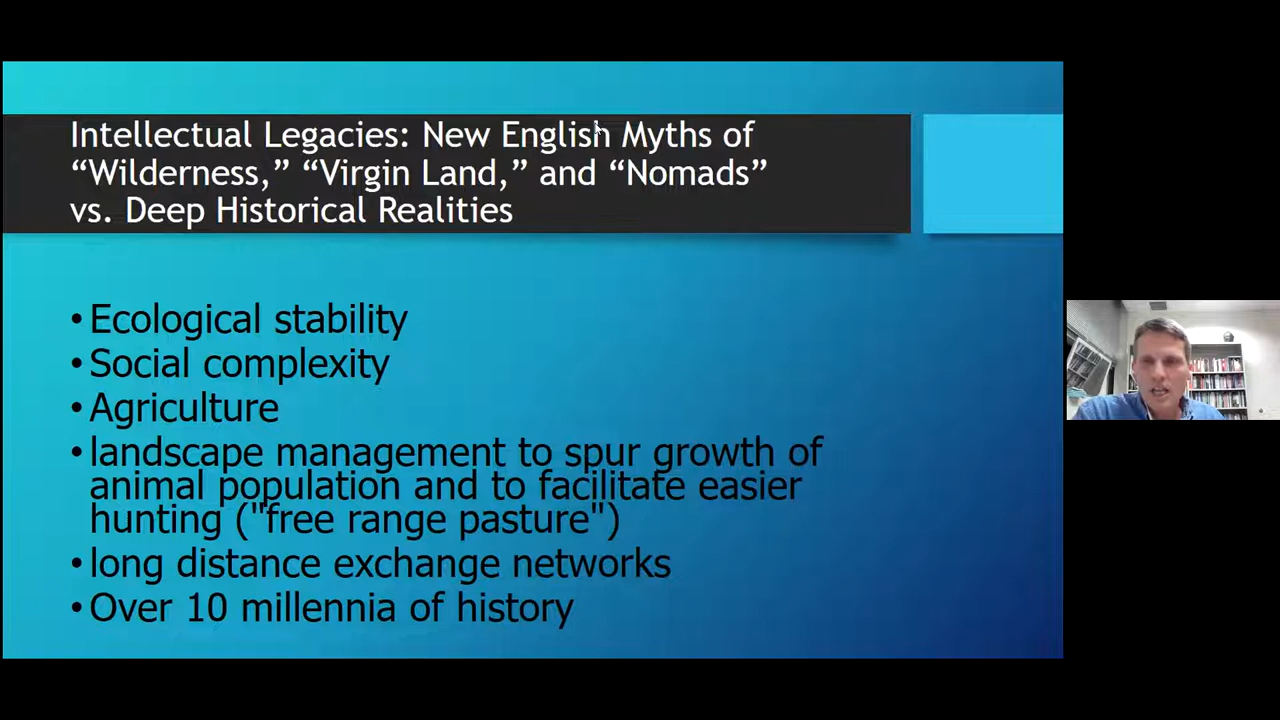 Intellectual Legacies: New English Myths of
“Wilderness,” “Virgin Land,” and “Nomads”
vs. Deep Historical Realities
•Ecological stability
•Social complexity
•Agriculture
•landscape management to spur growth of
animal population and to facilitate easier
hunting ("free range pasture")
•long distance exchange networks
•Over 10 millennia of history